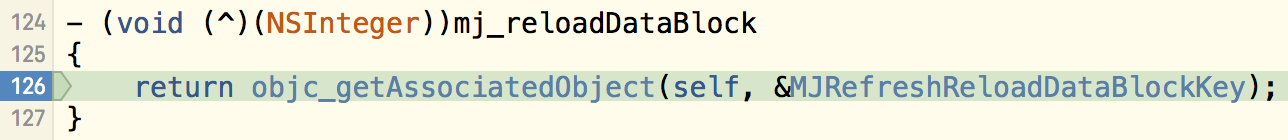 124 - (void (^)(NSInteger))mj_reloadDataBlock
125 {
126 return objc_getAssociatedObject(self, &MJRefreshReloadDataBlockKey);
127 }